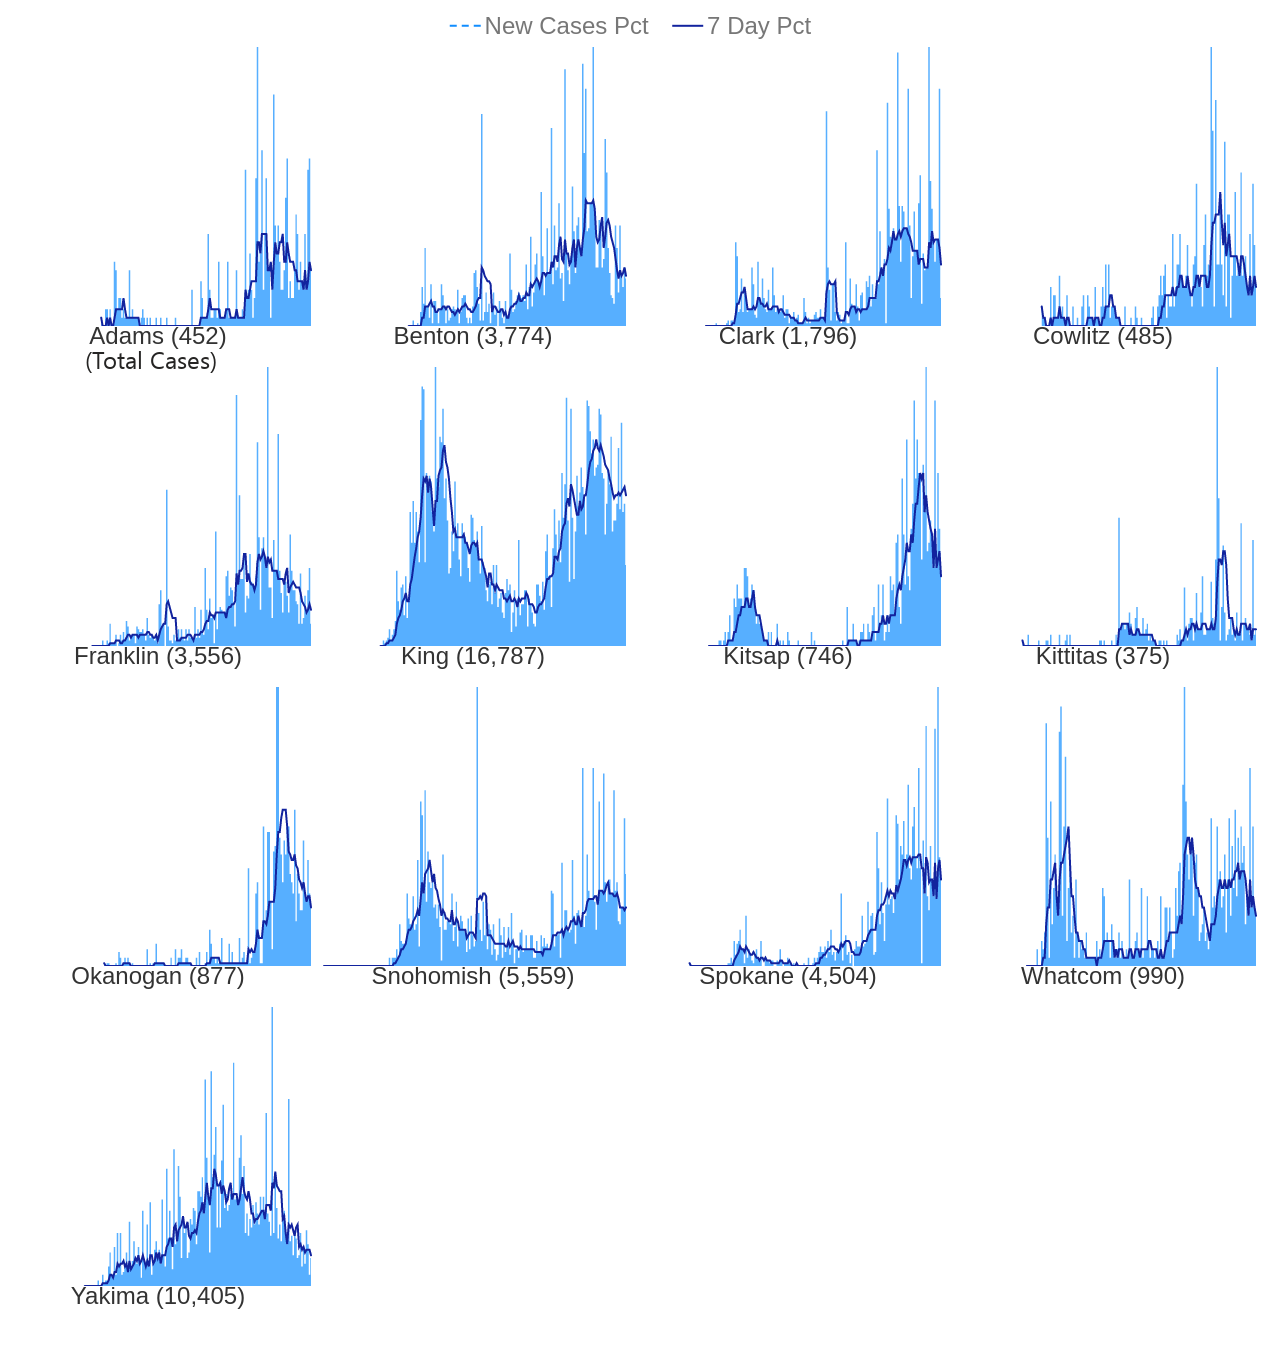 New Cases Pct 7 Day Pct
Adams (452) Benton (3,774) Clark (1,796) Cowlitz (485)
(Total Cases)
Franklin (3,556) King (16,787) Kitsap (746) Kittitas (375)
Okanogan (877) Snohomish (5,559) Spokane (4,504) Whatcom (990)
Yakima (10,405)